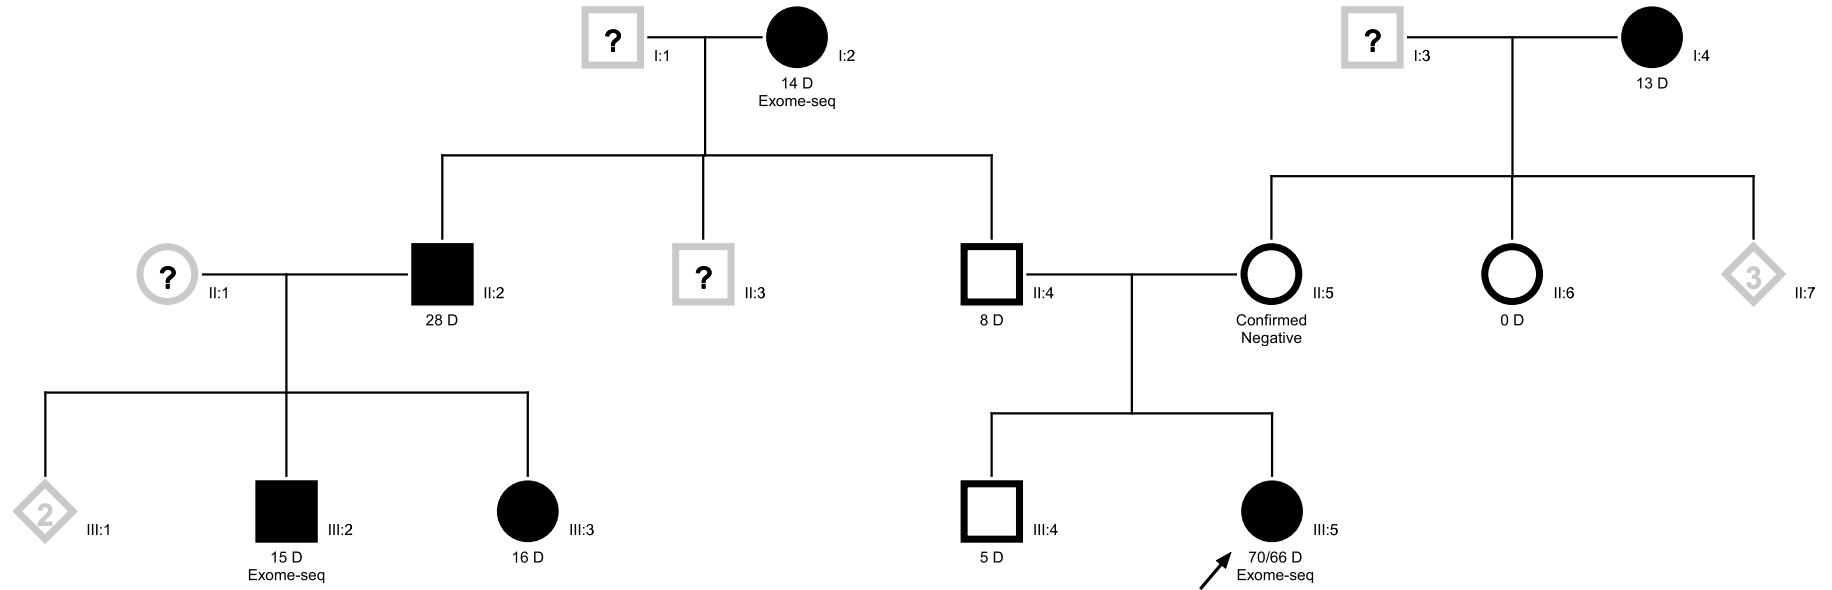 ?
I:1
I:2
14 D
Exome-seq
?
I:3
I:4
13 D
?
II:1
II:2
28 D
?
II:3
II:4
8 D
II:5
Confirmed
Negative
II:6
0 D
3
II:7
2
III:1
III:2
15 D
Exome-seq
III:3
16 D
III:4
5 D
III:5
70/66 D
Exome-seq